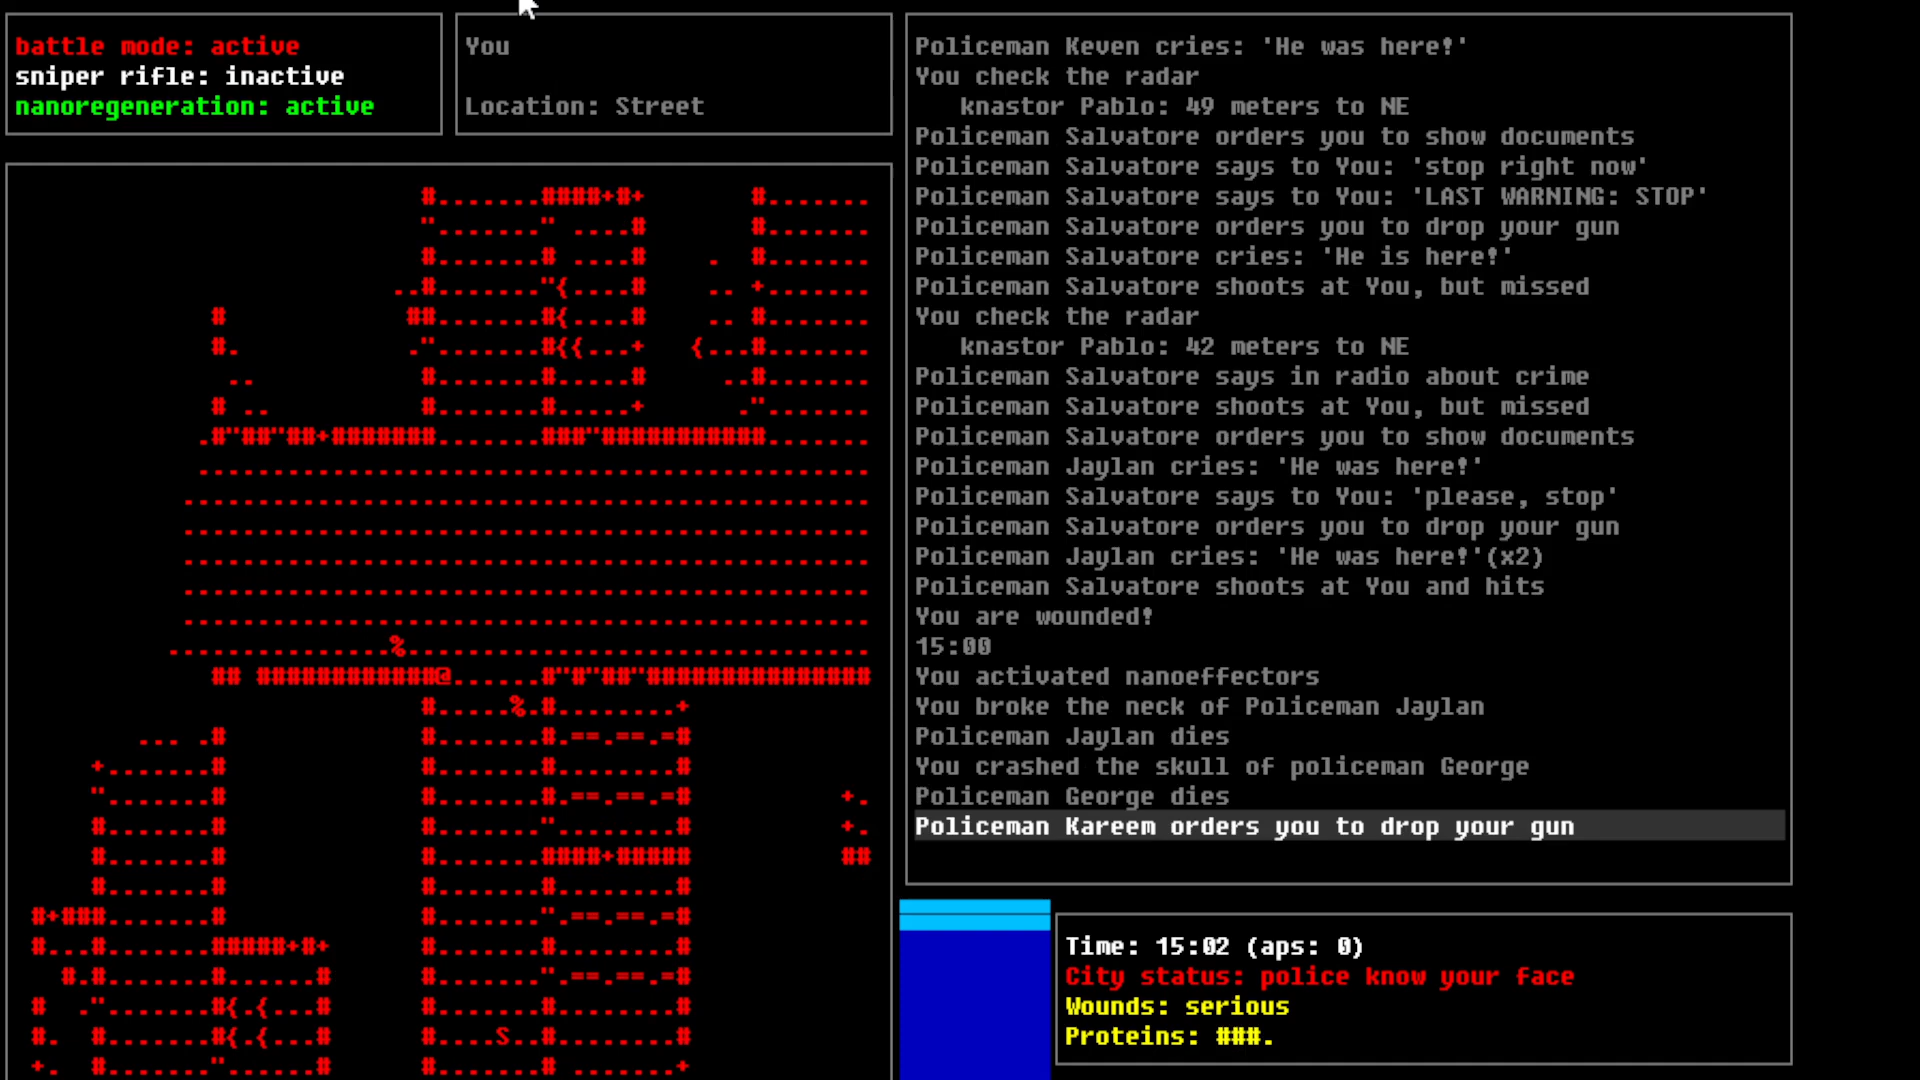 battle mode: active
sniper rifle: inactive
nanoregeneration: active
You
Location: Street
Policeman Keven cries: 'He was here!'
You check the radar
knastor Pablo: 49 meters to NE
Policeman Salvatore orders you to show documents
Policeman Salvatore says to You: 'stop right now'
Policeman Salvatore says to You: 'LAST WARNING: STOP'
Policeman Salvatore orders you to drop your gun
Policeman Salvatore cries: 'He is here!'
Policeman Salvatore shoots at You, but missed
You check the radar
knastor Pablo: 42 meters to NE
Policeman Salvatore says in radio about crime
Policeman Salvatore shoots at You, but missed
Policeman Salvatore orders you to show documents
Policeman Jaylan cries: 'He was here!'
Policeman Salvatore says to You: 'please, stop'
Policeman Salvatore orders you to drop your gun
Policeman Jaylan cries: 'He was here!'(x2)
Policeman Salvatore shoots at You and hits
You are wounded!
15:00
You activated nanoeffectors
You broke the neck of Policeman Jaylan
Policeman Jaylan dies
You crashed the skull of policeman George
Policeman George dies
Policeman Kareem orders you to drop your gun
Time: 15:02 (aps: 0)
City status: police know your face
Wounds: serious
Proteins: ###.